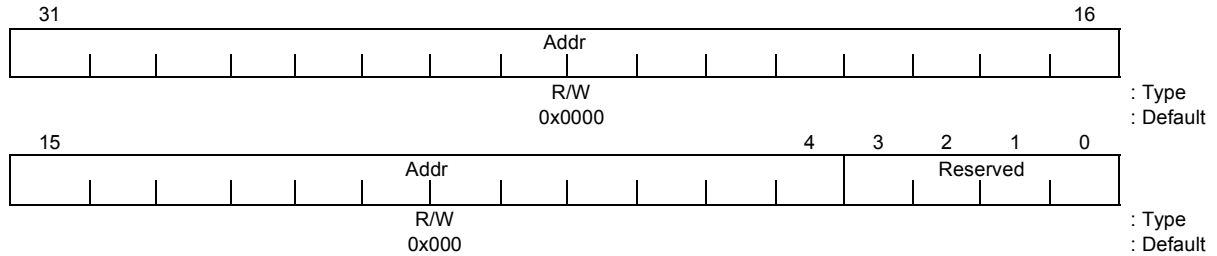 31 16
Addr
R/W : Type
0x0000 : Default
15 4 3 2 1 0
Addr Reserved
R/W : Type
0x000 : Default